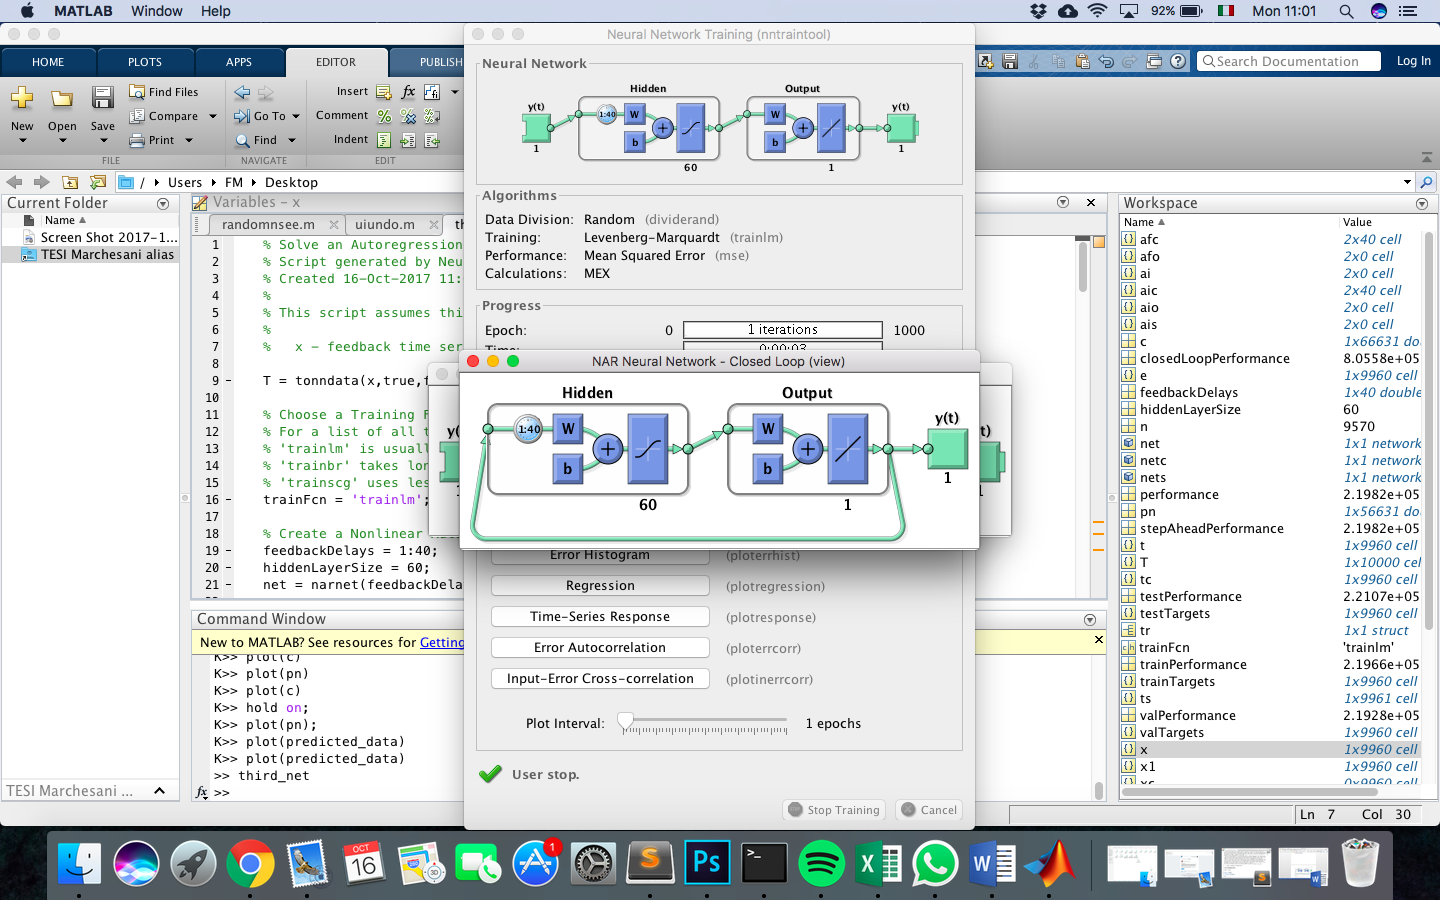 MATLAB Window Help
92% Mon 11:01
Neural Network Training (nntraintool)
HOME PLOTS APPS EDITOR PUBLISH
Search Documentation Log In
New Open Save
Find Files
Compare
Print
Go To
Find
Insert fx
Comment
Indent
FILE NAVIGATE EDIT
/ Users FM Desktop
Current Folder
Name
Screen Shot 2017-1...
TESI Marchesani alias
TESI Marchesani ...
Variables - x
randomnsee.m uiundo.m th
1 % Solve an Autoregression
2 % Script generated by Neu
3 % Created 16-Oct-2017 11:
4 %
5 % This script assumes thi
6 %
7 % x - feedback time ser
8
9 - T = tonndata(x,true,f
10
11 % Choose a Training F
12 % For a list of all t
13 % 'trainlm' is usuall
14 % 'trainbr' takes lon
15 % 'trainscg' uses les
16 - trainFcn = 'trainlm';
17
18 % Create a Nonlinear
19 - feedbackDelays = 1:40;
20 - hiddenLayerSize = 60;
21 - net = narnet(feedbackDela
Command Window
New to MATLAB? See resources for Getting
K>> plot(c)
K>> plot(pn)
K>> plot(c)
K>> hold on;
K>> plot(pn);
K>> plot(predicted_data)
K>> plot(predicted_data)
>> third_net
fx >>
Neural Network
Hidden Output
y(t) 1:40 W b W b y(t)
1 60 1 1
Algorithms
Data Division: Random (dividerand)
Training: Levenberg-Marquardt (trainlm)
Performance: Mean Squared Error (mse)
Calculations: MEX
Progress
Epoch: 0 1 iterations 1000
Time: 0:00:03
NAR Neural Network - Closed Loop (view)
Hidden Output
1:40 W b W b y(t)
60 1 1
Error Histogram (ploterrhist)
Regression (plotregression)
Time-Series Response (plotresponse)
Error Autocorrelation (ploterrcorr)
Input-Error Cross-correlation (plotinerrcorr)
Plot Interval: 1 epochs
User stop.
Stop Training Cancel
Workspace
Name Value
afc 2x40 cell
afo 2x0 cell
ai 2x0 cell
aic 2x40 cell
aio 2x0 cell
ais 2x0 cell
c 1x66631 do
closedLoopPerformance 8.0558e+05
e 1x9960 cell
feedbackDelays 1x40 double
hiddenLayerSize 60
n 9570
net 1x1 network
netc 1x1 network
nets 1x1 network
performance 2.1982e+05
pn 1x56631 do
stepAheadPerformance 2.1982e+05
t 1x9960 cell
T 1x10000 cel
tc 1x9960 cell
testPerformance 2.2107e+05
testTargets 1x9960 cell
tr 1x1 struct
trainFcn 'trainlm'
trainPerformance 2.1966e+05
trainTargets 1x9960 cell
ts 1x9961 cell
valPerformance 2.1928e+05
valTargets 1x9960 cell
x 1x9960 cell
x1 1x9960 cell
xc 0x9960 cell
Ln 7 Col 30
OCT
16
3D
1
S
Ps
>_
X
W